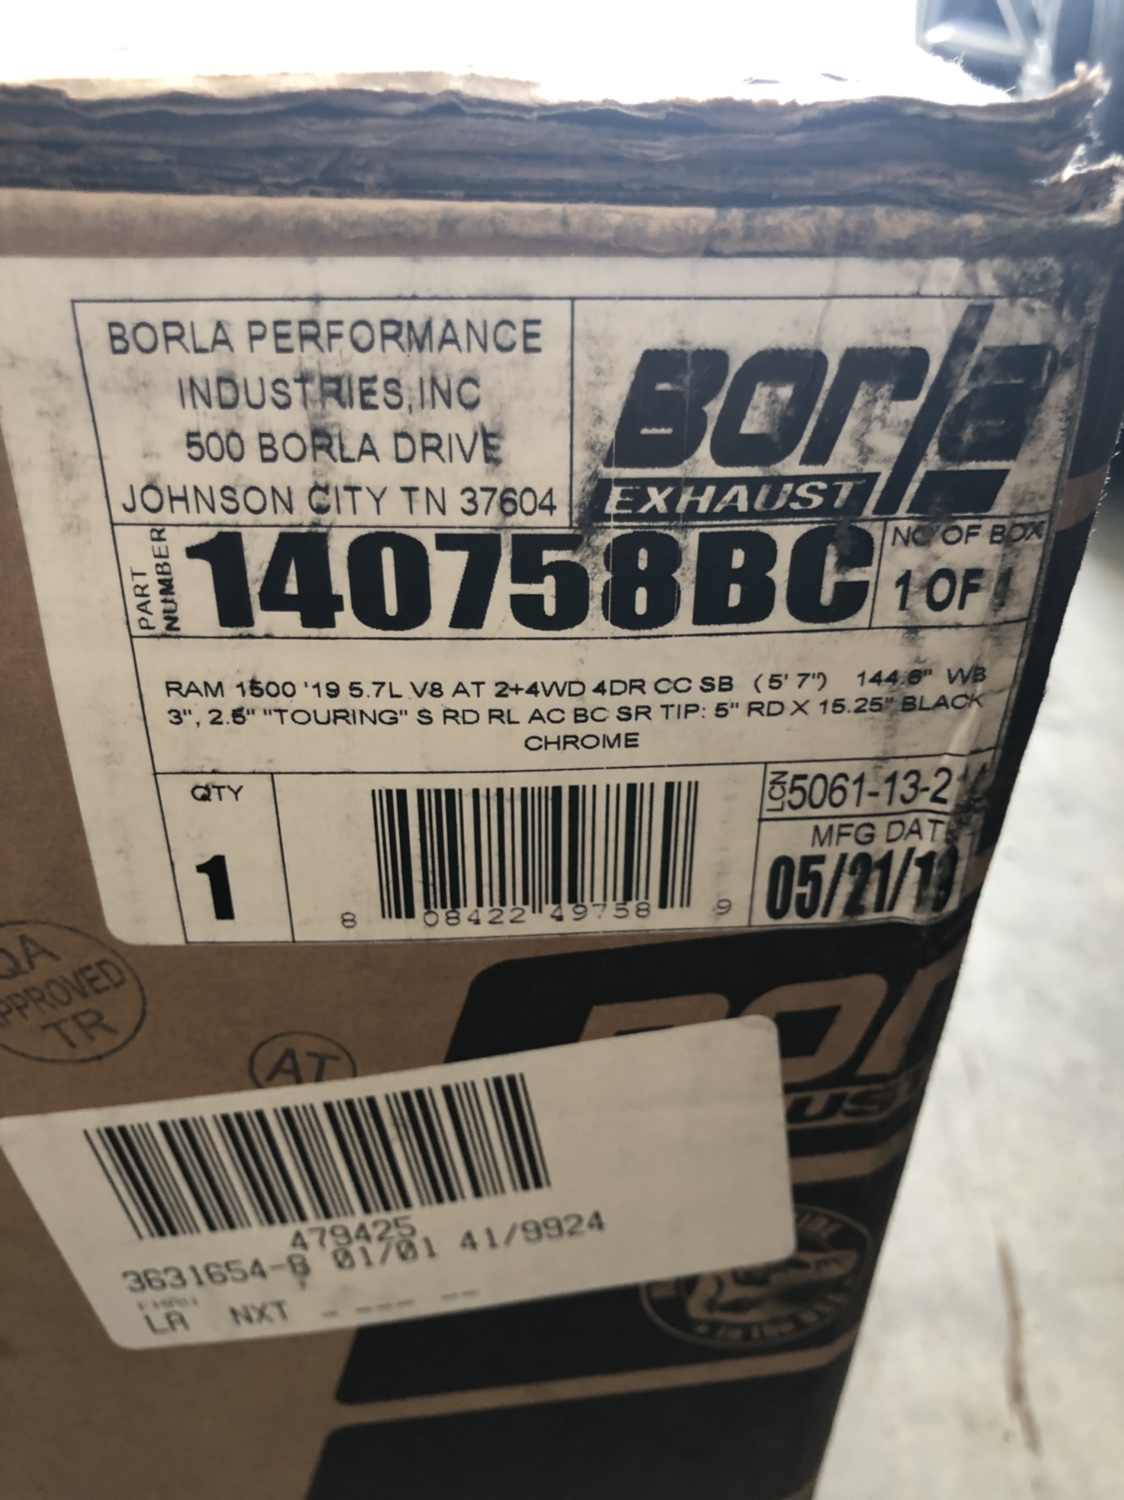 BORLA PERFORMANCE
INDUSTRIES,INC
500 BORLA DRIVE
JOHNSON CITY TN 37604
BORLA
EXHAUST
PART NUMBER
140758BC
NO OF BOX
1 OF 1
RAM 1500 '19 5.7L V8 AT 2+4WD 4DR CC SB (5' 7") 144.6" WB
3", 2.5" "TOURING" S RD RL AC BC SR TIP: 5" RD X 15.25" BLACK
CHROME
QTY
1
8 08422 49758 9
LCN
5061-13-2
MFG DAT
05/21/19
QA
APPROVED
TR
AT
479425
3631654-B 01/01 41/9924
LA NXT